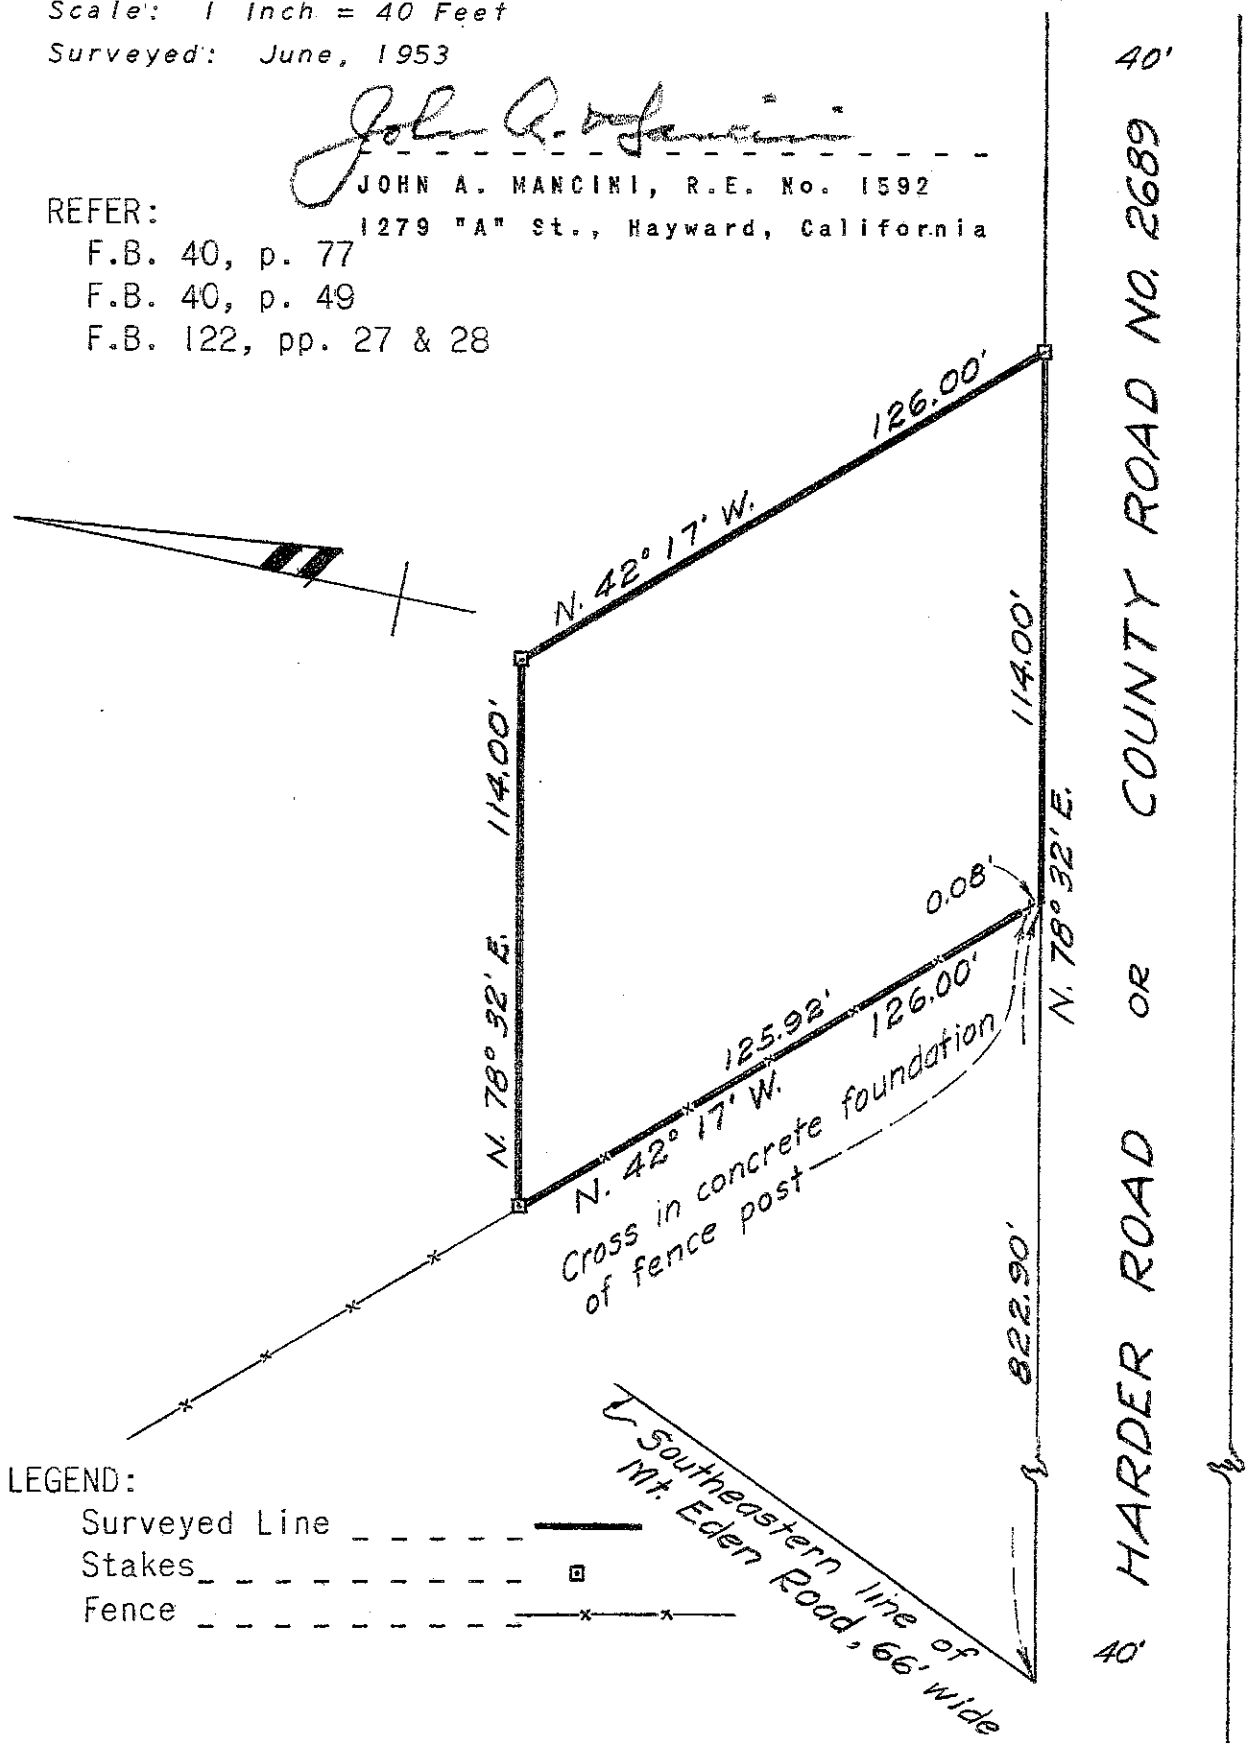 Scale: 1 Inch = 40 Feet
Surveyed: June, 1953
John A. Mancini
JOHN A. MANCINI, R.E. No. 1592
1279 "A" St., Hayward, California
REFER:
F.B. 40, p. 77
F.B. 40, p. 49
F.B. 122, pp. 27 & 28
40'
HARDER ROAD OR COUNTY ROAD NO. 2689
126.00'
N. 42° 17' W.
114.00'
N. 78° 32' E.
114.00'
N. 78° 32' E.
0.08'
125.92'
126.00'
N. 42° 17' W.
Cross in concrete foundation
of fence post
822.90'
Southeastern line of
Mt. Eden Road, 66' wide
40'
LEGEND:
Surveyed Line
Stakes
Fence